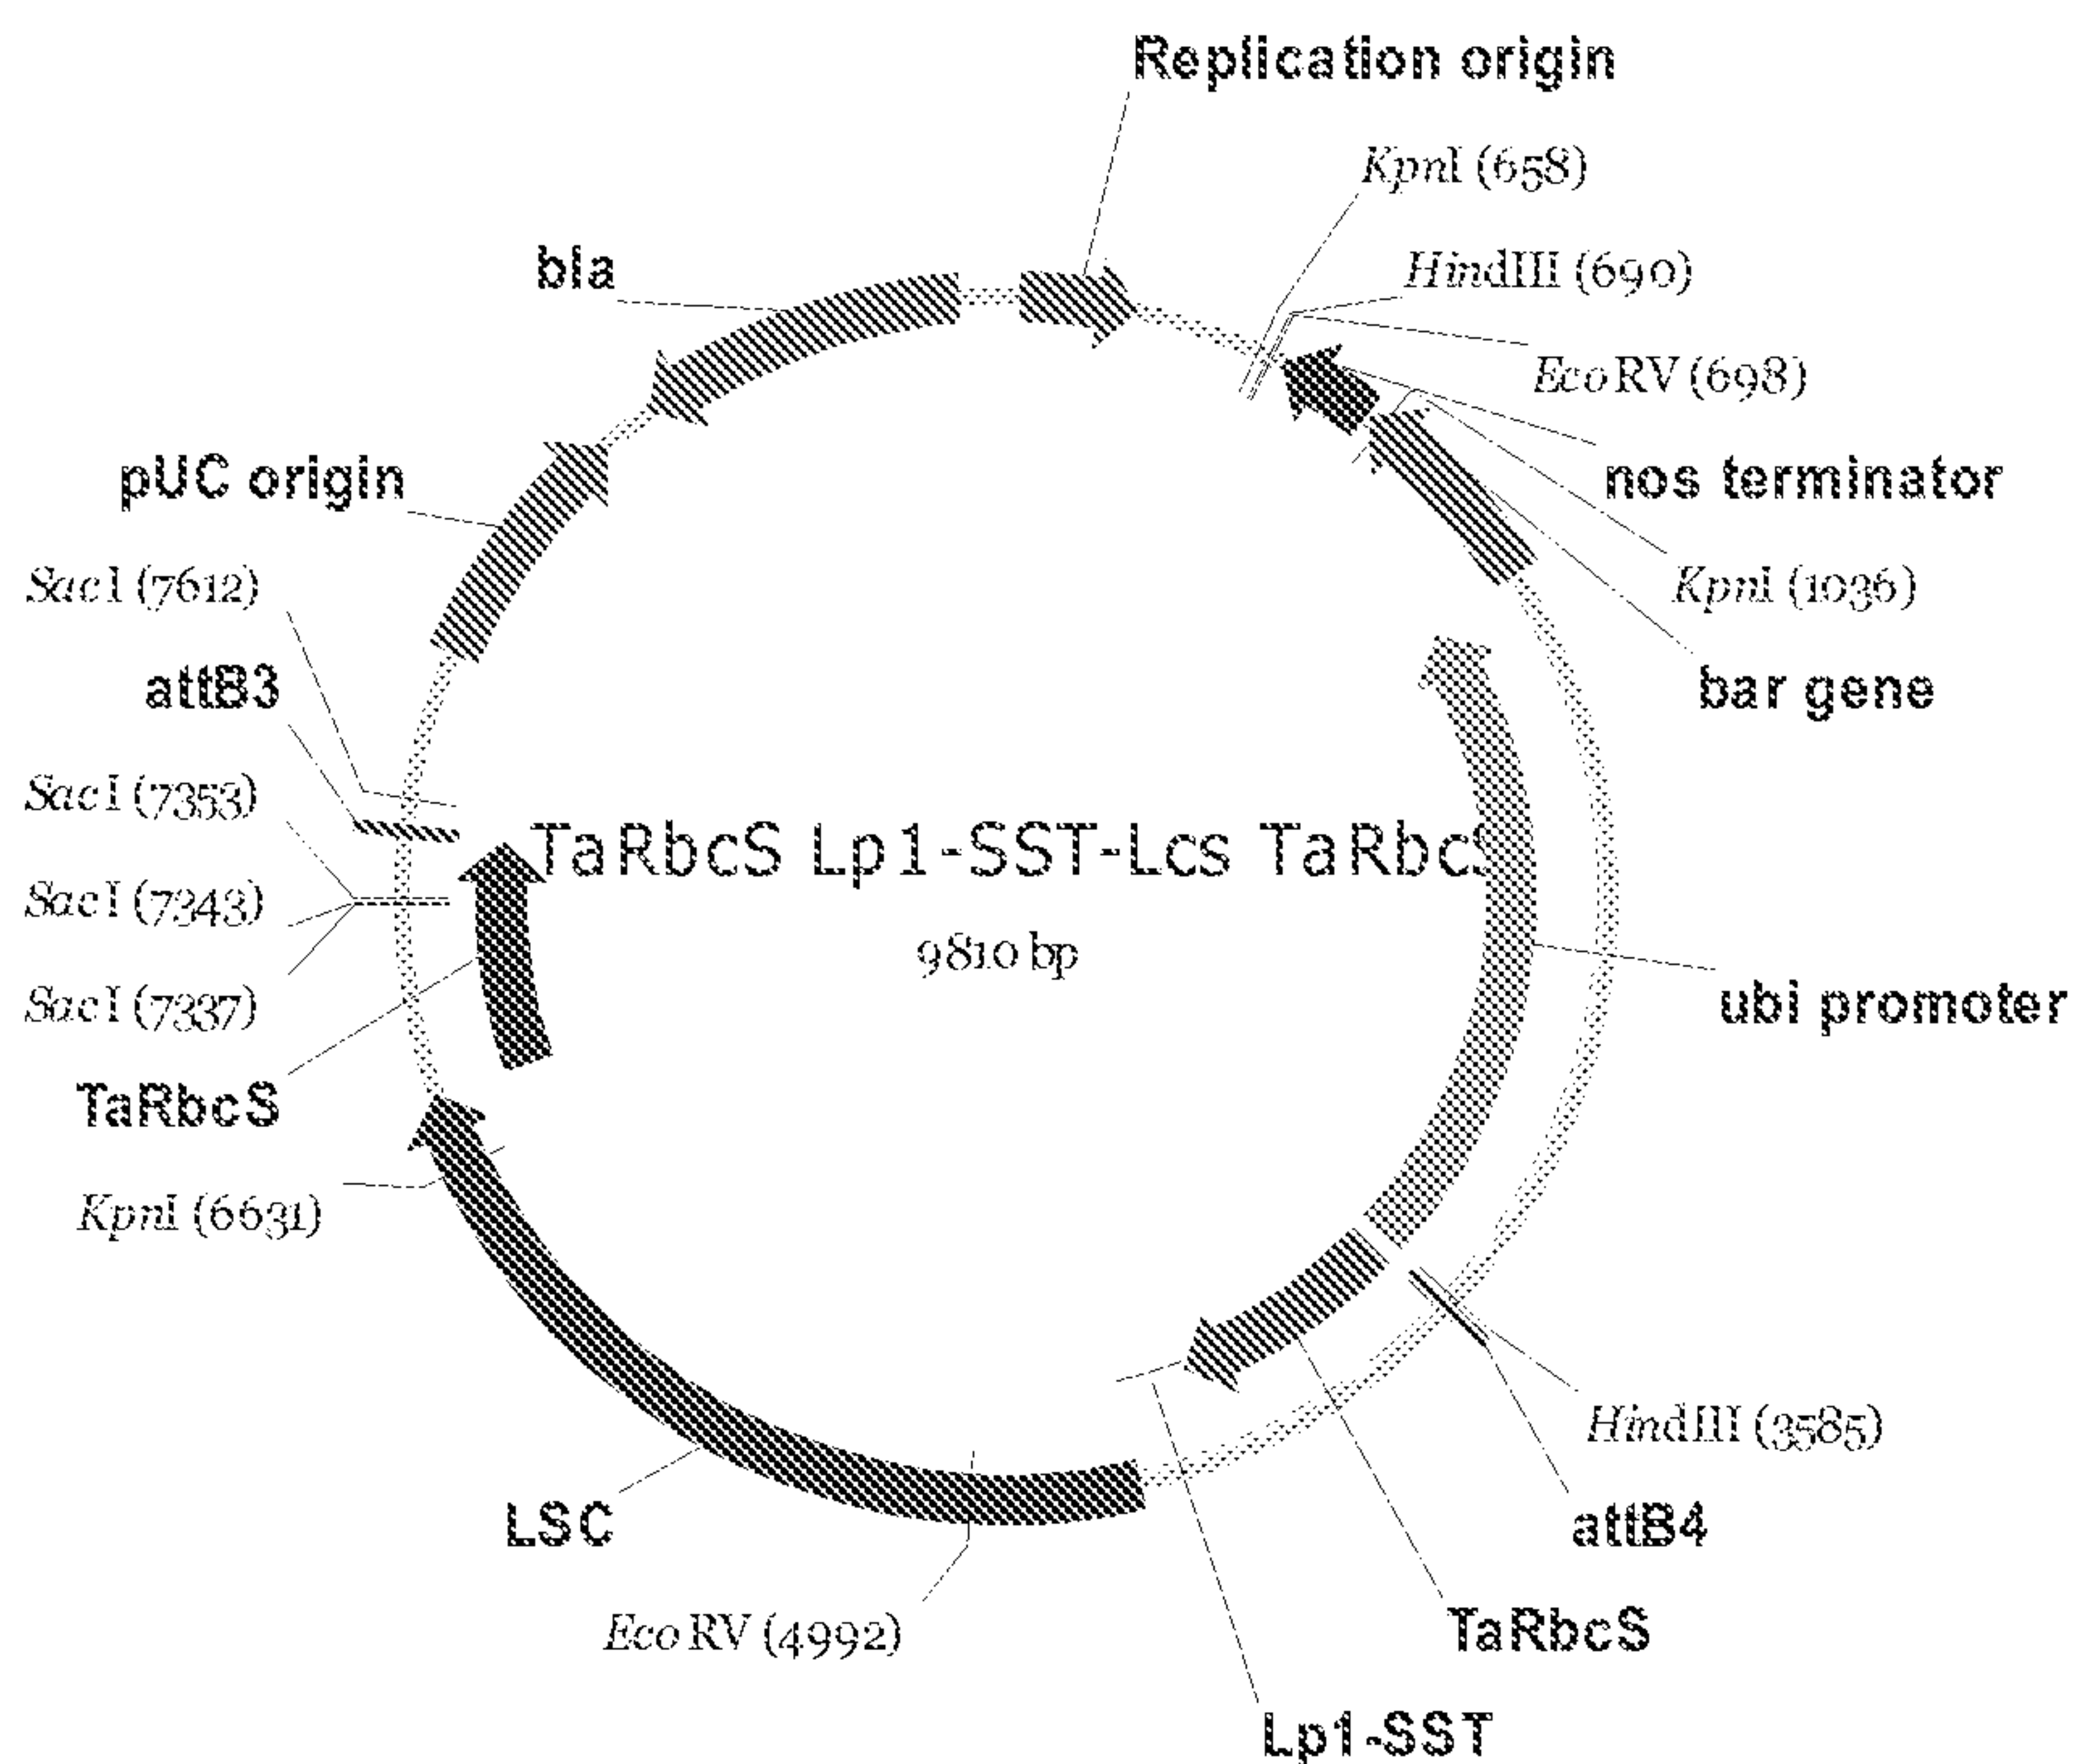 Replication origin
KpnI (658)
HindIII (690)
bla
EcoRV (698)
pUC origin
nos terminator
SacI (7612)
KpnI (1036)
attB3
bar gene
SacI (7353)
TaRbcS Lp1-SST-Lcs TaRbcS
SacI (7343)
9810 bp
SacI (7337)
ubi promoter
TaRbcS
KpnI (6631)
HindIII (3585)
LSC
attB4
EcoRV (4992)
TaRbcS
Lp1-SST